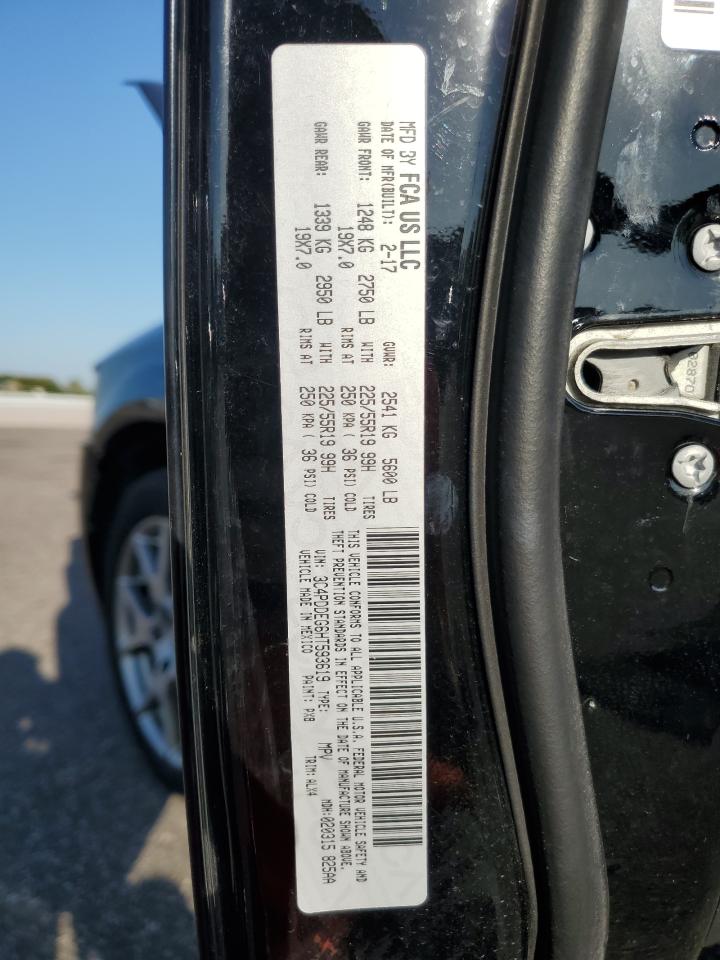 MFD BY FCA US LLC
DATE OF MFR(BUILT): 2-17 GVWR: 2541 KG 5600 LB
GAWR FRONT: 1248 KG 2750 LB WITH 225/55R19 99H TIRES
19X7.0 RIMS AT 250 KPA ( 36 PSI) COLD
GAWR REAR: 1339 KG 2950 LB WITH 225/55R19 99H TIRES
19X7.0 RIMS AT 250 KPA ( 36 PSI) COLD
THIS VEHICLE CONFORMS TO ALL APPLICABLE U.S.A. FEDERAL MOTOR VEHICLE SAFETY AND
THEFT PREVENTION STANDARDS IN EFFECT ON THE DATE OF MANUFACTURE SHOWN ABOVE.
VIN: 3C4PDDEG6HT593619 TYPE: MPV MDH:020315 825AA
VEHICLE MADE IN MEXICO PAINT: PX8 TRIM:ALX4